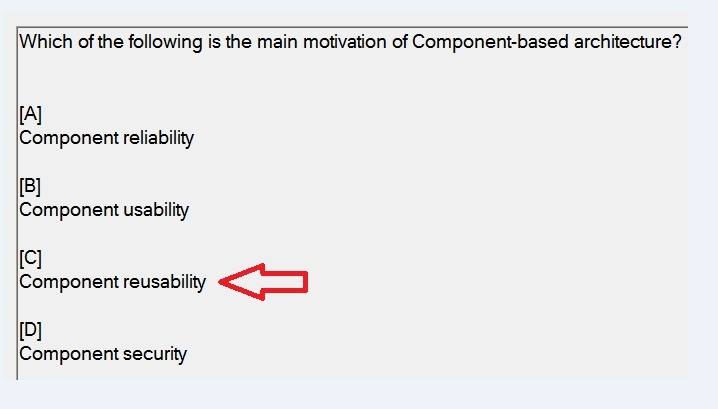 Which of the following is the main motivation of Component-based architecture?
[A]
Component reliability
[B]
Component usability
[C]
Component reusability
[D]
Component security